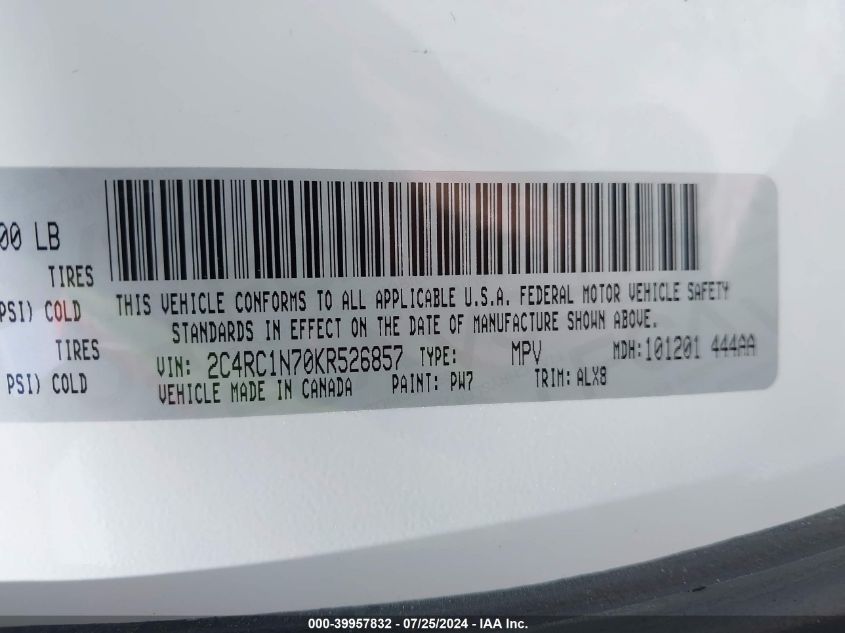 00 LB
TIRES
PSI) COLD
TIRES
PSI) COLD
THIS VEHICLE CONFORMS TO ALL APPLICABLE U.S.A. FEDERAL MOTOR VEHICLE SAFETY
STANDARDS IN EFFECT ON THE DATE OF MANUFACTURE SHOWN ABOVE.
VIN: 2C4RC1N70KR526857 TYPE: MPV MDH:101201 444AA
VEHICLE MADE IN CANADA PAINT: PW7 TRIM: ALX8
000-39957832 - 07/25/2024 - IAA Inc.